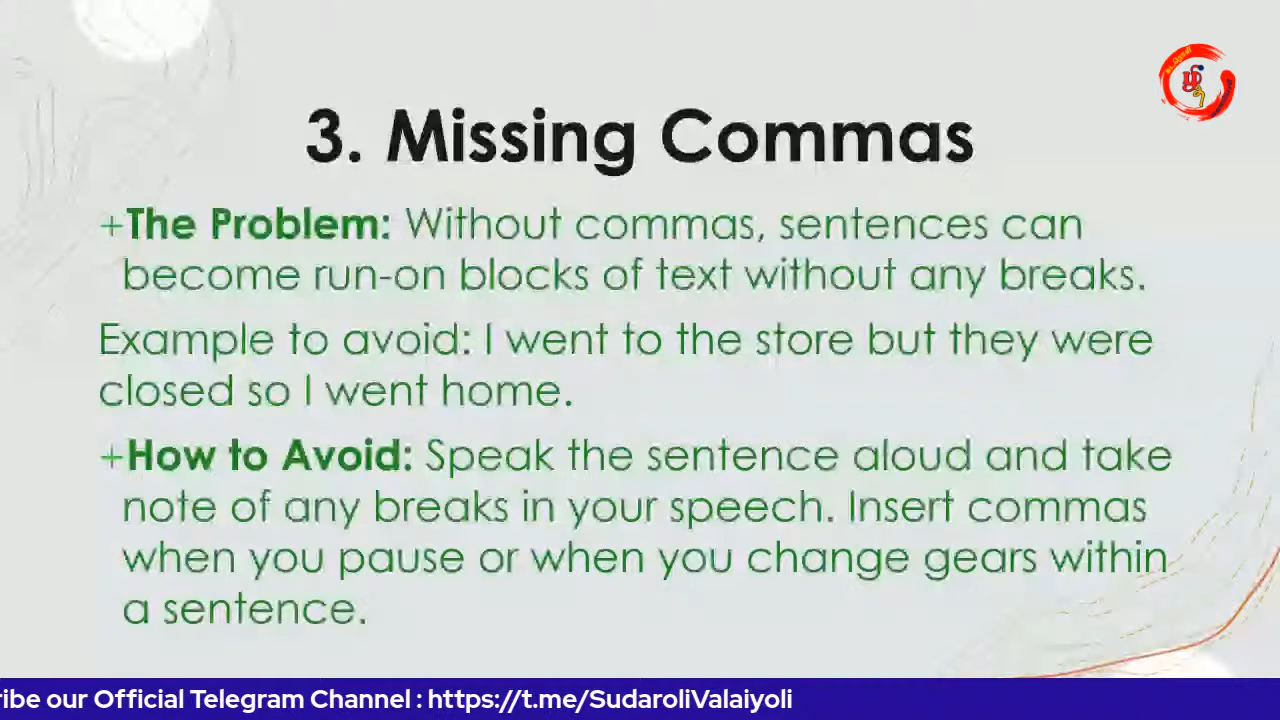 3. Missing Commas
+The Problem: Without commas, sentences can
become run-on blocks of text without any breaks.
Example to avoid: I went to the store but they were
closed so I went home.
+How to Avoid: Speak the sentence aloud and take
note of any breaks in your speech. Insert commas
when you pause or when you change gears within
a sentence.
ribe our Official Telegram Channel : https://t.me/SudaroliValaiyoli